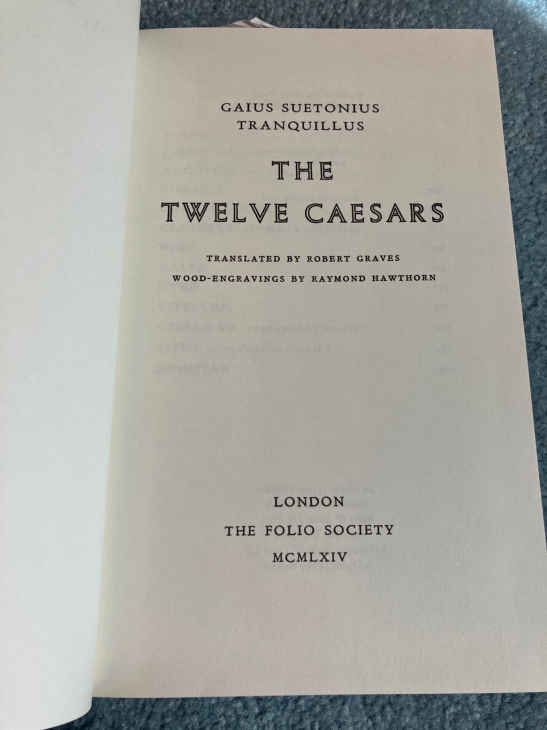 GAIUS SUETONIUS
TRANQUILLUS
THE
TWELVE CAESARS
TRANSLATED BY ROBERT GRAVES
WOOD-ENGRAVINGS BY RAYMOND HAWTHORN
LONDON
THE FOLIO SOCIETY
MCMLXIV